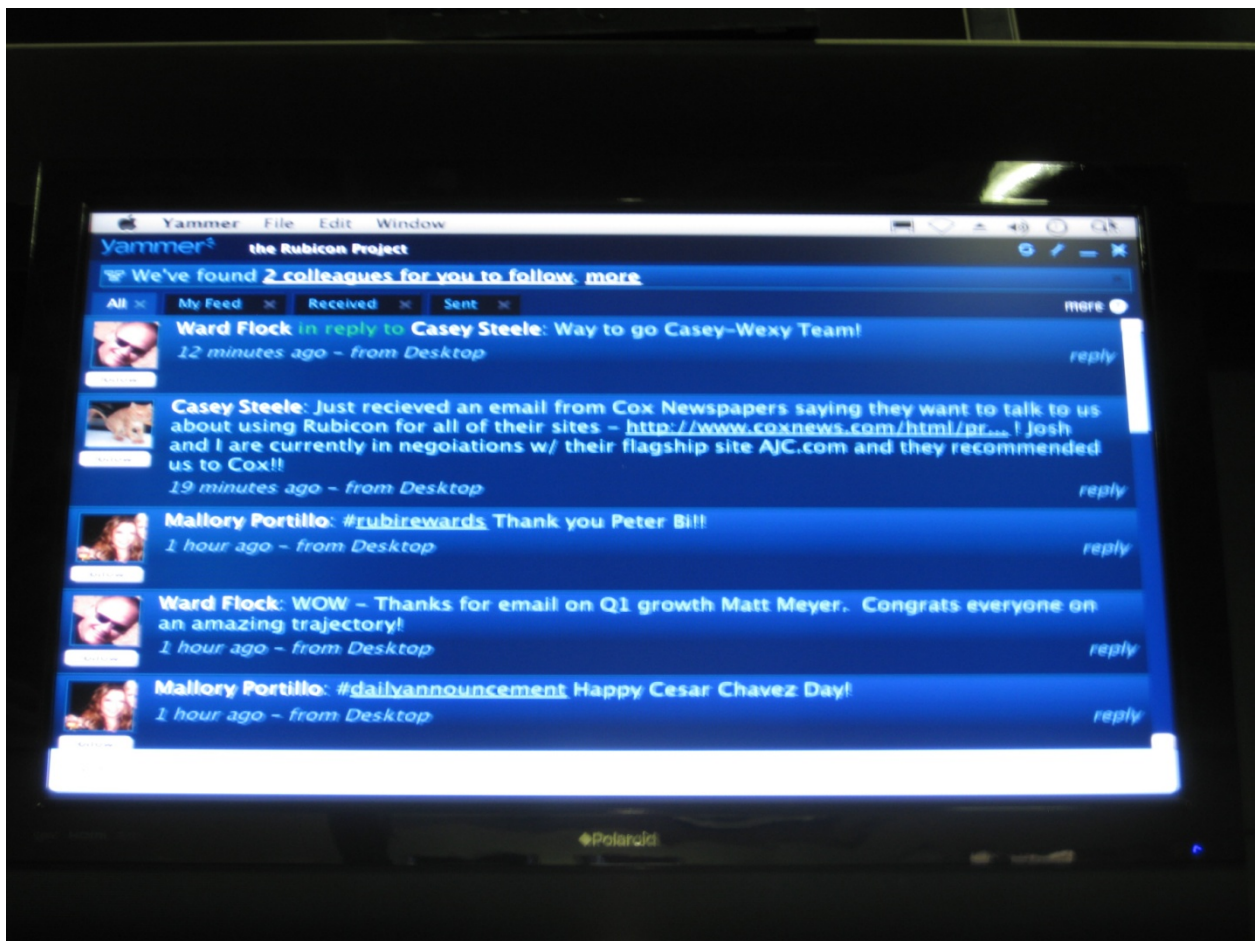 Yammer File Edit Window
yammer the Rubicon Project
We've found 2 colleagues for you to follow. more
All My Feed Received Sent more
Ward Flock in reply to Casey Steele: Way to go Casey-Wexy Team!
12 minutes ago - from Desktop reply
Casey Steele: Just recieved an email from Cox Newspapers saying they want to talk to us
about using Rubicon for all of their sites - http://www.coxnews.com/html/pr... ! Josh
and I are currently in negoiations w/ their flagship site AJC.com and they recommended
us to Cox!!
19 minutes ago - from Desktop reply
Mallory Portillo: #rubirewards Thank you Peter Bi!!
1 hour ago - from Desktop reply
Ward Flock: WOW - Thanks for email on Q1 growth Matt Meyer. Congrats everyone on
an amazing trajectory!
1 hour ago - from Desktop reply
Mallory Portillo: #dailyannouncement Happy Cesar Chavez Day!
1 hour ago - from Desktop reply
Polaroid